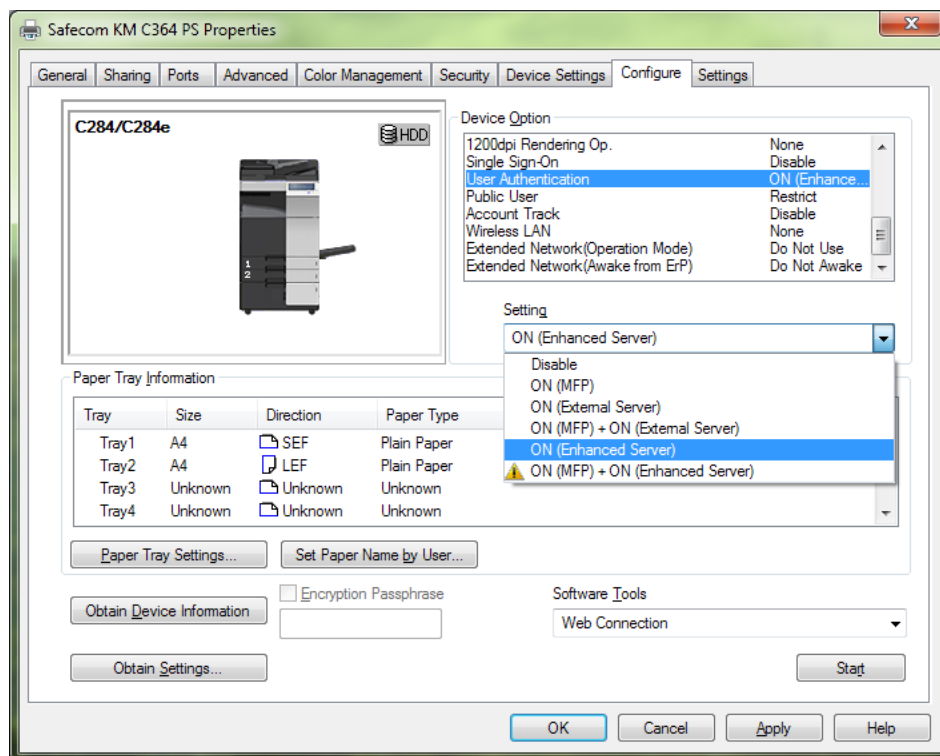 Safecom KM C364 PS Properties
General Sharing Ports Advanced Color Management Security Device Settings Configure Settings
C284/C284e
HDD
1
2
Device Option
1200dpi Rendering Op. None
Single Sign-On Disable
User Authentication ON (Enhance...
Public User Restrict
Account Track Disable
Wireless LAN None
Extended Network(Operation Mode) Do Not Use
Extended Network(Awake from ErP) Do Not Awake
Setting
ON (Enhanced Server)
Disable
ON (MFP)
ON (External Server)
ON (MFP) + ON (External Server)
ON (Enhanced Server)
ON (MFP) + ON (Enhanced Server)
Paper Tray Information
Tray Size Direction Paper Type
Tray1 A4 SEF Plain Paper
Tray2 A4 LEF Plain Paper
Tray3 Unknown Unknown Unknown
Tray4 Unknown Unknown Unknown
Paper Tray Settings... Set Paper Name by User...
Obtain Device Information
Encryption Passphrase
Software Tools
Web Connection
Obtain Settings... Start
OK Cancel Apply Help